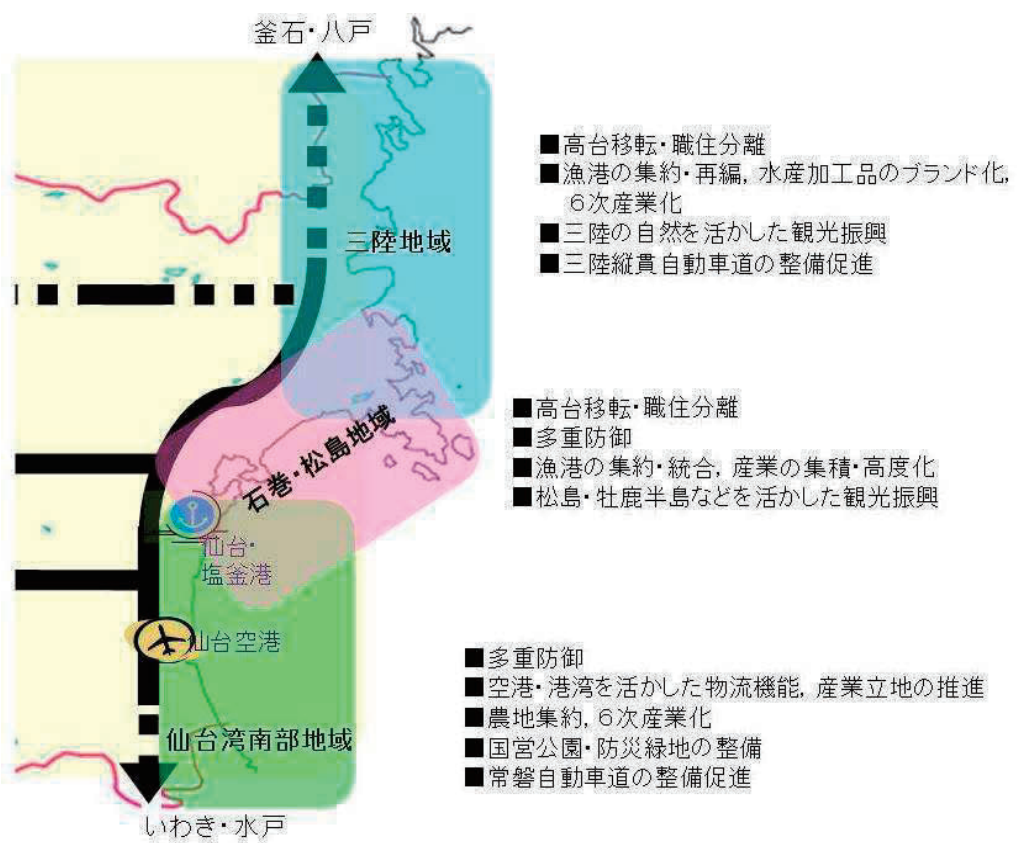 釜石・八戸
三陸地域
■高台移転・職住分離
■漁港の集約・再編，水産加工品のブランド化，
６次産業化
■三陸の自然を活かした観光振興
■三陸縦貫自動車道の整備促進
石巻・松島地域
■高台移転・職住分離
■多重防御
■漁港の集約・統合，産業の集積・高度化
■松島・牡鹿半島などを活かした観光振興
仙台・
塩釜港
仙台空港
仙台湾南部地域
■多重防御
■空港・港湾を活かした物流機能，産業立地の推進
■農地集約，６次産業化
■国営公園・防災緑地の整備
■常磐自動車道の整備促進
いわき・水戸